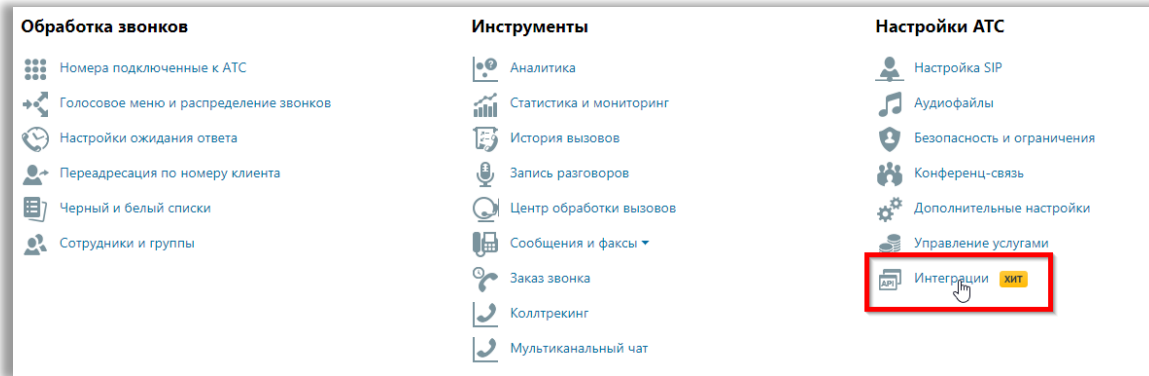 Обработка звонков
Номера подключенные к АТС
Голосовое меню и распределение звонков
Настройки ожидания ответа
Переадресация по номеру клиента
Черный и белый списки
Сотрудники и группы
Инструменты
Аналитика
Статистика и мониторинг
История вызовов
Запись разговоров
Центр обработки вызовов
Сообщения и факсы
Заказ звонка
Коллтрекинг
Мультиканальный чат
Настройки АТС
Настройка SIP
Аудиофайлы
Безопасность и ограничения
Конференц-связь
Дополнительные настройки
Управление услугами
API Интеграции хит